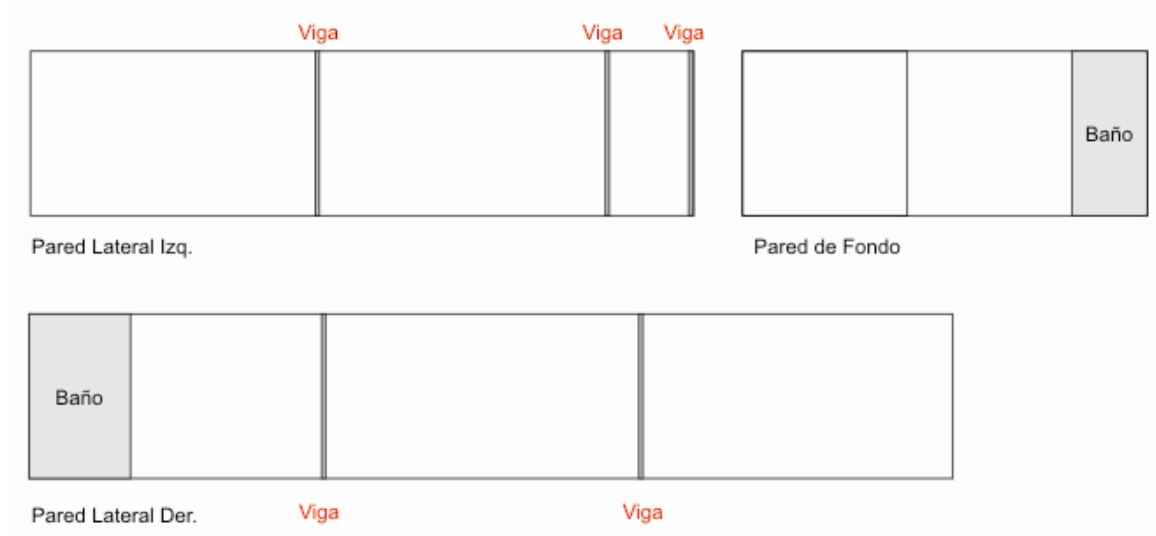 Viga Viga Viga
Baño
Pared Lateral Izq. Pared de Fondo
Baño
Pared Lateral Der. Viga Viga